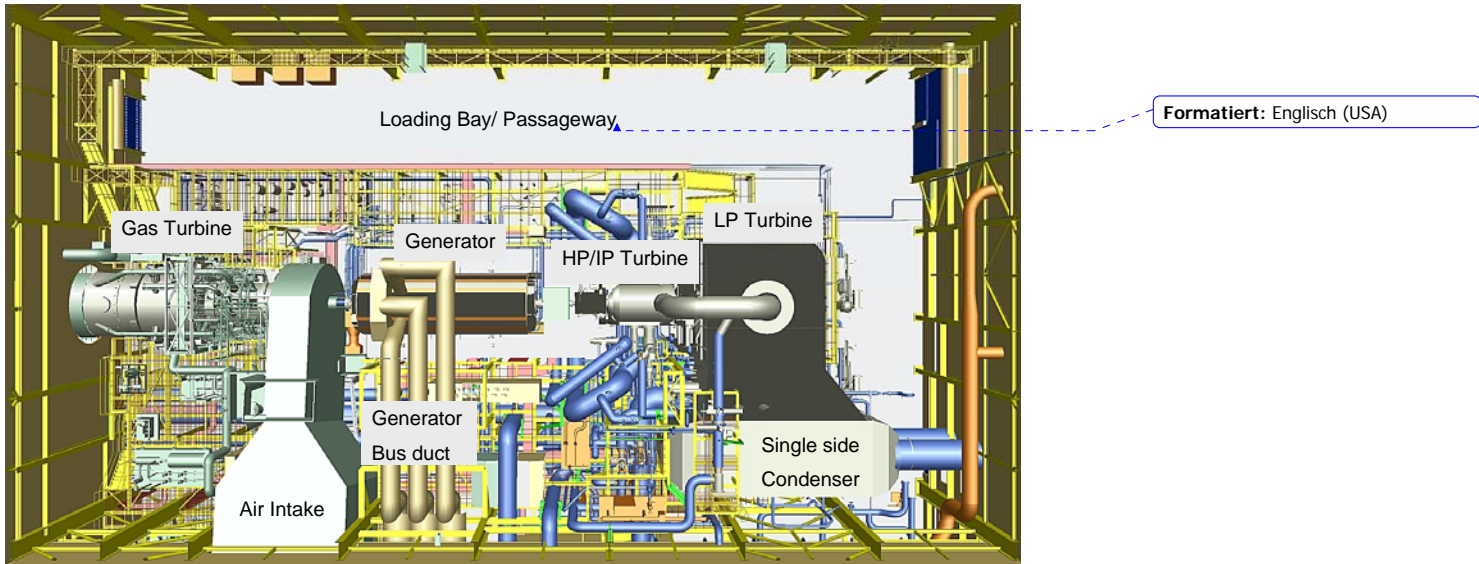 Loading Bay/ Passageway
Formatiert: Englisch (USA)
Gas Turbine
Generator
HP/IP Turbine
LP Turbine
Generator
Bus duct
Air Intake
Single side
Condenser